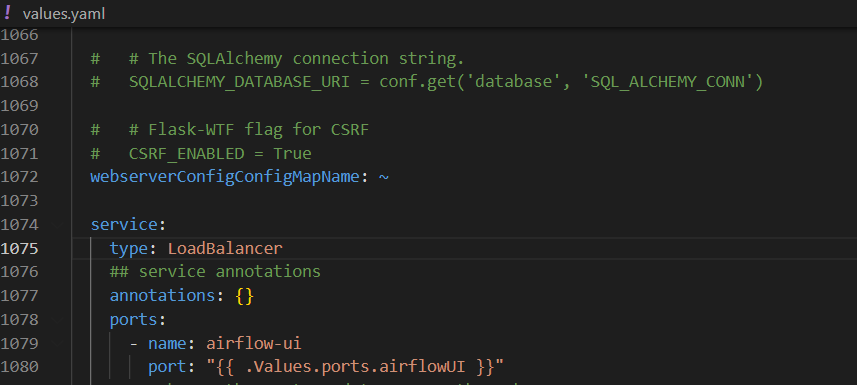 ! values.yaml
1066
1067 # # The SQLAlchemy connection string.
1068 # SQLALCHEMY_DATABASE_URI = conf.get('database', 'SQL_ALCHEMY_CONN')
1069
1070 # # Flask-WTF flag for CSRF
1071 # CSRF_ENABLED = True
1072 webserverConfigConfigMapName: ~
1073
1074 service:
1075 type: LoadBalancer
1076 ## service annotations
1077 annotations: {}
1078 ports:
1079 - name: airflow-ui
1080 port: "{{ .Values.ports.airflowUI }}"